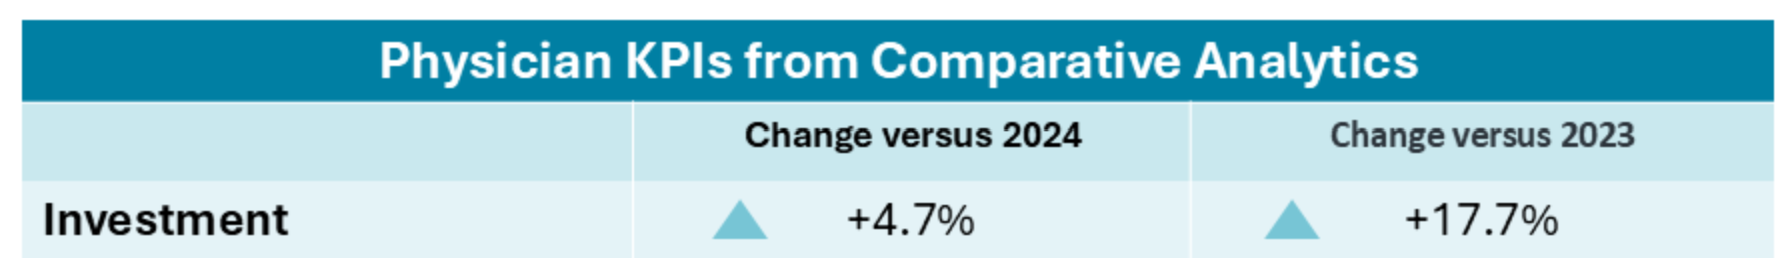 Physician KPIs from Comparative Analytics
Change versus 2024 Change versus 2023
Investment +4.7% +17.7%